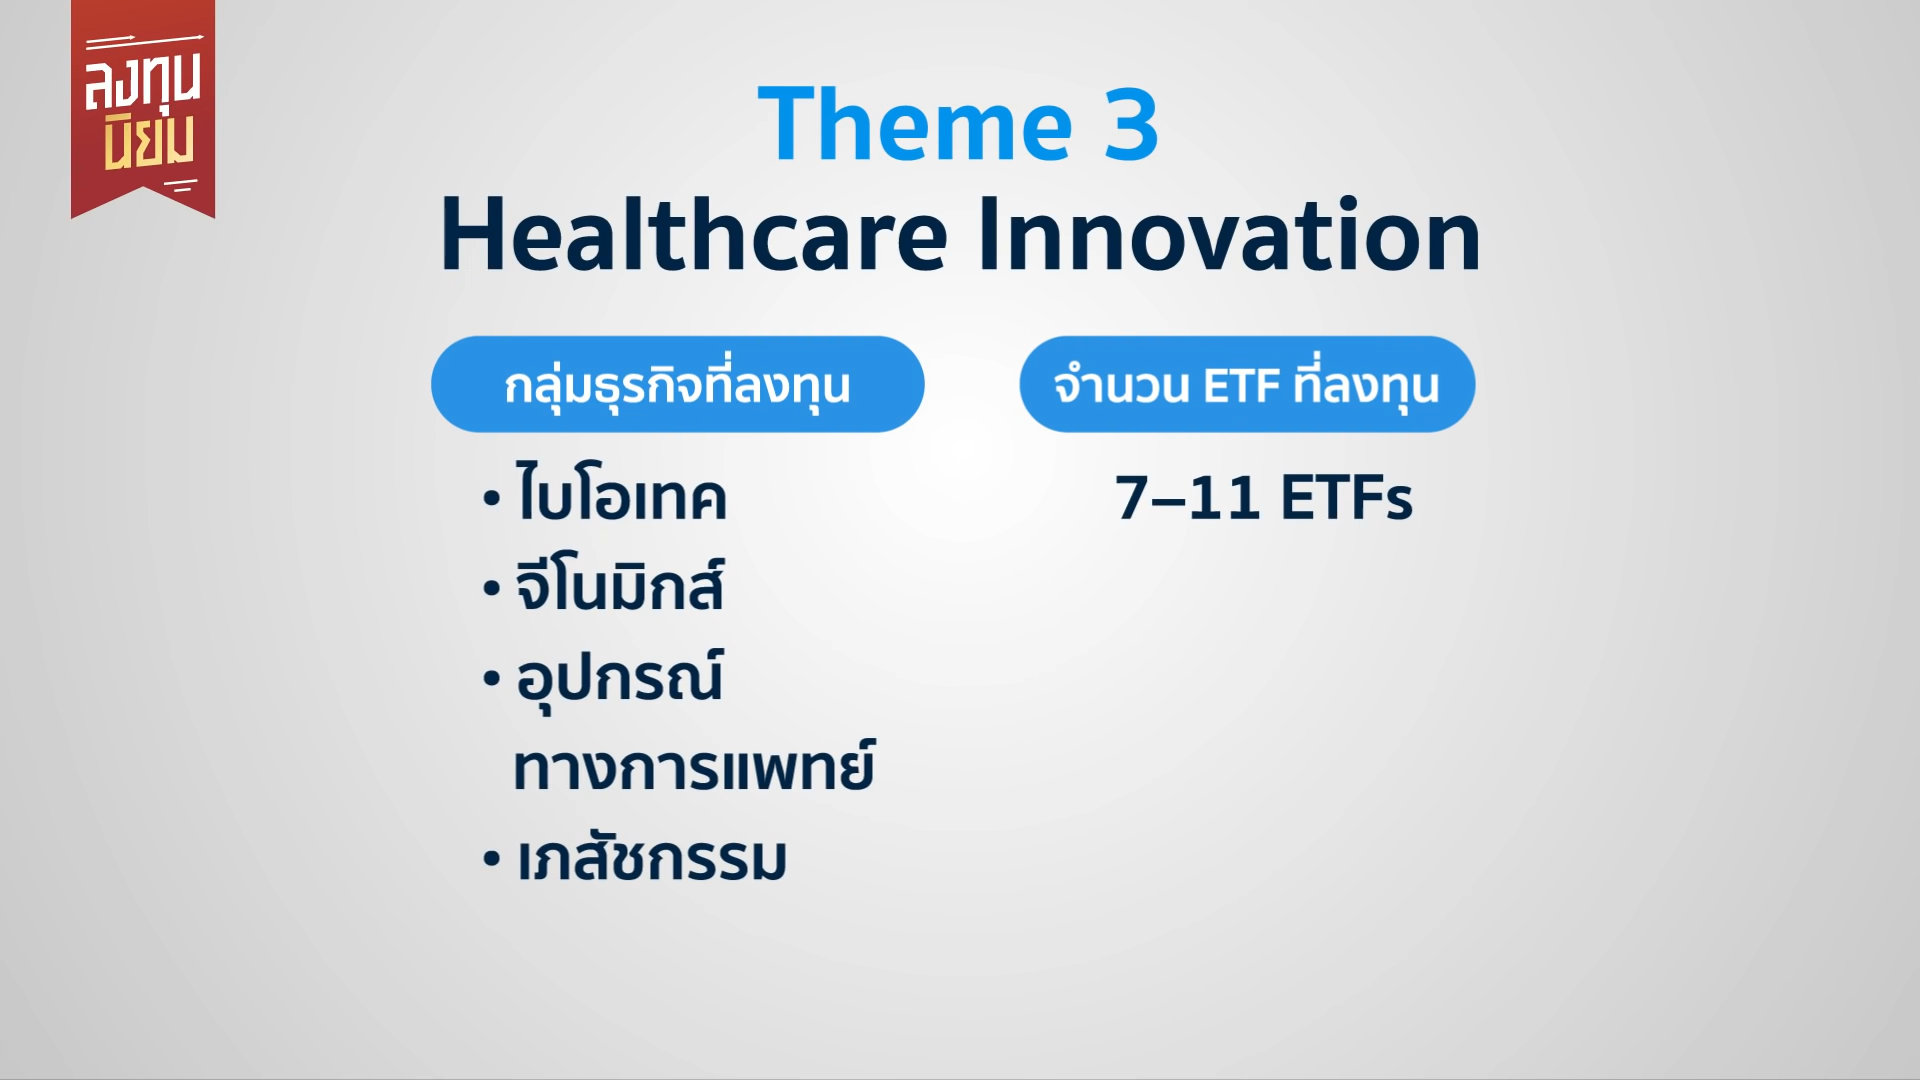 ลงทุน
นิยม
Theme 3
Healthcare Innovation
กลุ่มธุรกิจที่ลงทุน
• ไบโอเทค
• จีโนมิกส์
• อุปกรณ์
ทางการแพทย์
• เภสัชกรรม
จำนวน ETF ที่ลงทุน
7–11 ETFs